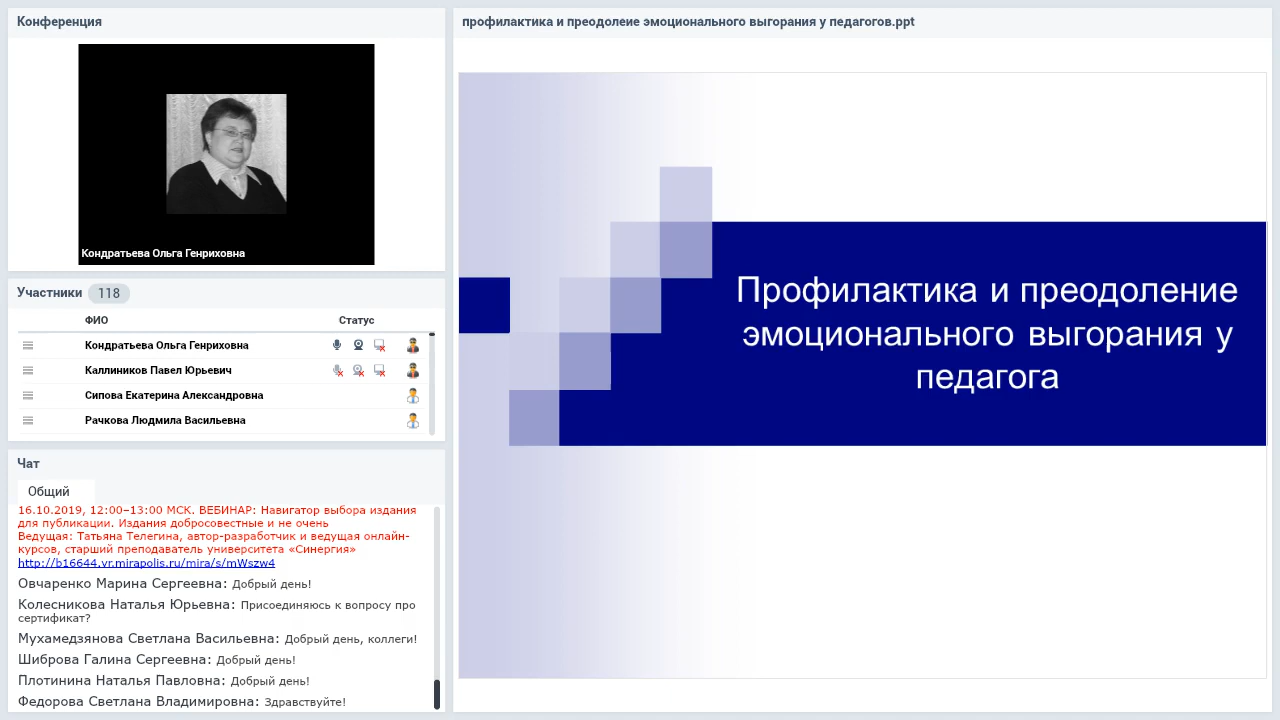 Конференция
Кондратьева Ольга Генриховна
Участники 118
ФИО Статус
Кондратьева Ольга Генриховна
Каллиников Павел Юрьевич
Сипова Екатерина Александровна
Рачкова Людмила Васильевна
Чат
Общий
16.10.2019, 12:00–13:00 МСК. ВЕБИНАР: Навигатор выбора издания
для публикации. Издания добросовестные и не очень
Ведущая: Татьяна Телегина, автор-разработчик и ведущая онлайн-
курсов, старший преподаватель университета «Синергия»
http://b16644.vr.mirapolis.ru/mira/s/mWszw4
Овчаренко Марина Сергеевна: Добрый день!
Колесникова Наталья Юрьевна: Присоединяюсь к вопросу про
сертификат?
Мухамедзянова Светлана Васильевна: Добрый день, коллеги!
Шиброва Галина Сергеевна: Добрый день!
Плотинина Наталья Павловна: Добрый день!
Федорова Светлана Владимировна: Здравствуйте!
профилактика и преодолеие эмоционального выгорания у педагогов.ppt
Профилактика и преодоление
эмоционального выгорания у
педагога